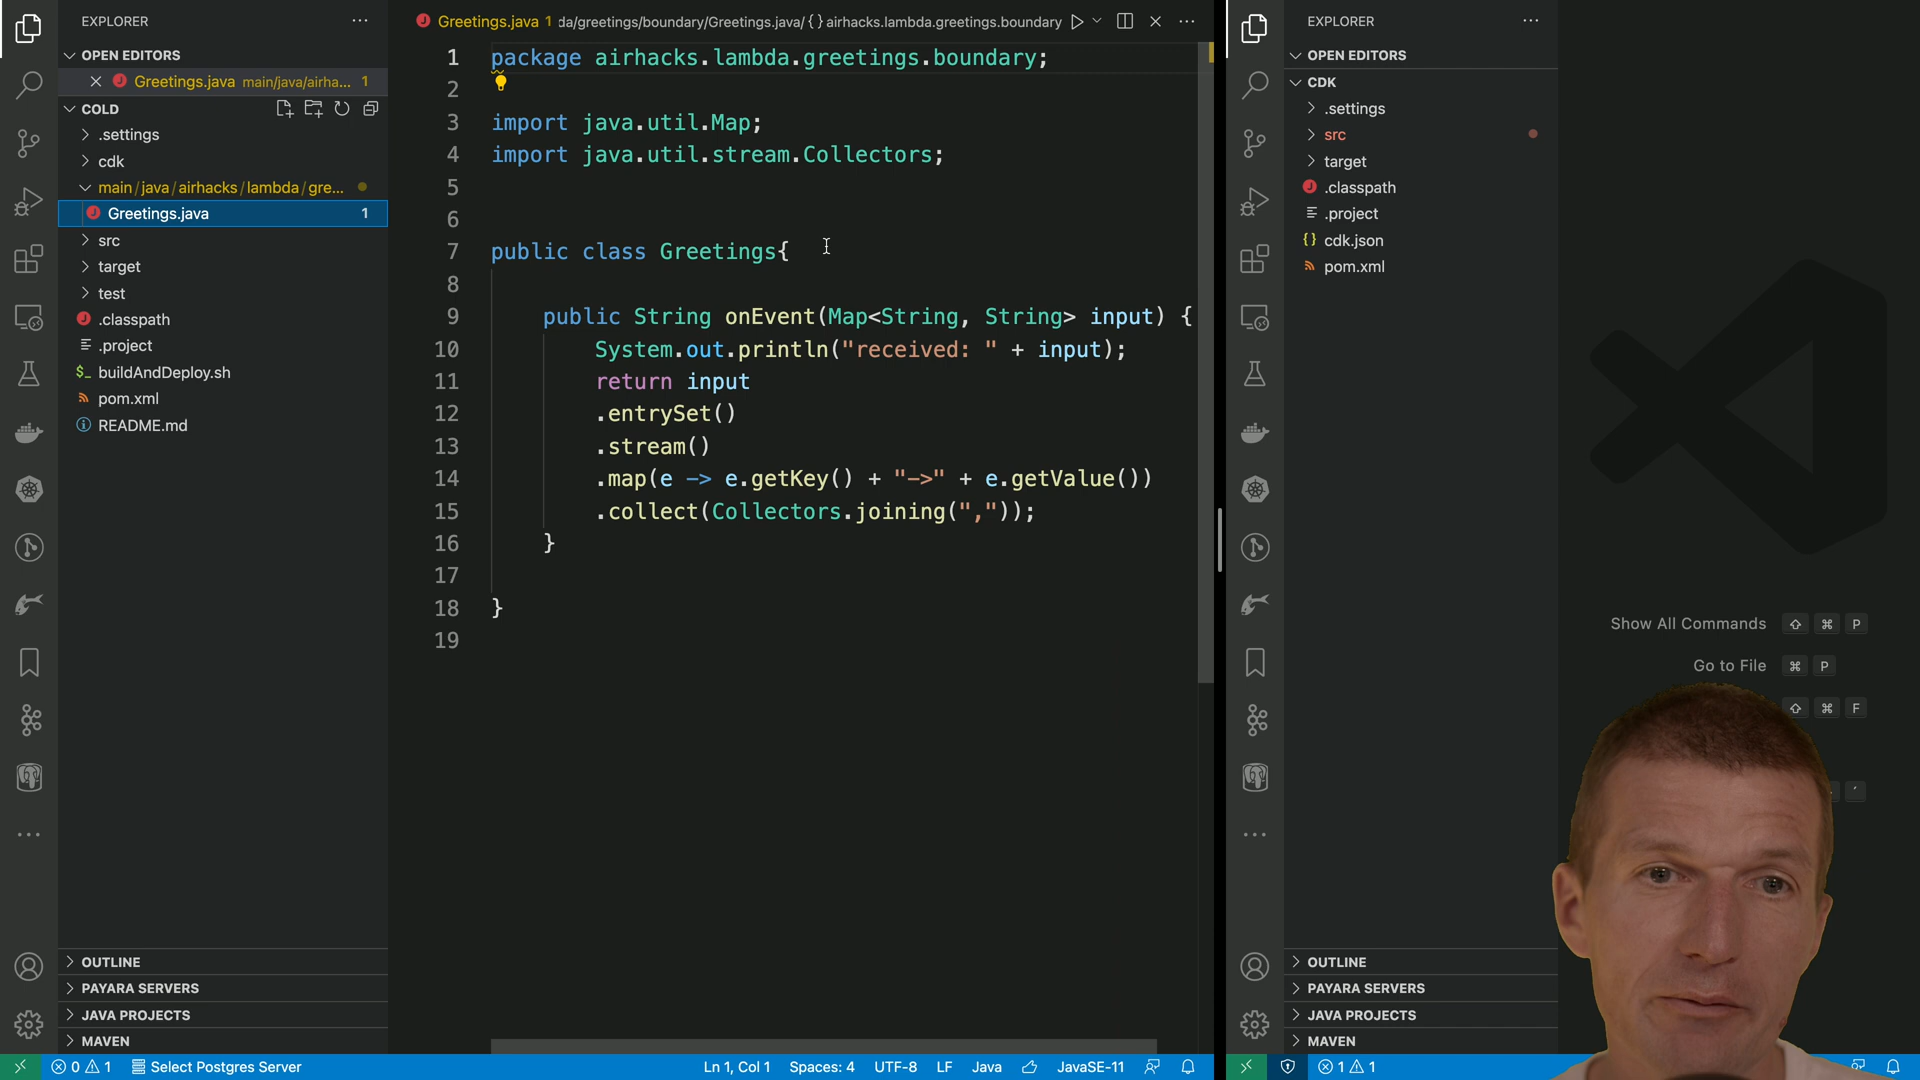 EXPLORER
OPEN EDITORS
Greetings.java main/java/airha... 1
COLD
.settings
cdk
main/java/airhacks/lambda/gre...
Greetings.java 1
src
target
test
.classpath
.project
buildAndDeploy.sh
pom.xml
README.md
OUTLINE
PAYARA SERVERS
JAVA PROJECTS
MAVEN
Greetings.java 1 da/greetings/boundary/Greetings.java/{} airhacks.lambda.greetings.boundary
1 package airhacks.lambda.greetings.boundary;
2
3 import java.util.Map;
4 import java.util.stream.Collectors;
5
6
7 public class Greetings{
8
9 public String onEvent(Map<String, String> input) {
10 System.out.println("received: " + input);
11 return input
12 .entrySet()
13 .stream()
14 .map(e -> e.getKey() + "->" + e.getValue())
15 .collect(Collectors.joining(","));
16 }
17
18 }
19
0 1 Select Postgres Server Ln 1, Col 1 Spaces: 4 UTF-8 LF Java JavaSE-11
EXPLORER
OPEN EDITORS
CDK
.settings
src
target
.classpath
.project
cdk.json
pom.xml
OUTLINE
PAYARA SERVERS
JAVA PROJECTS
MAVEN
Show All Commands ⇧ ⌘ P
Go to File ⌘ P
⇧ ⌘ F
1 1